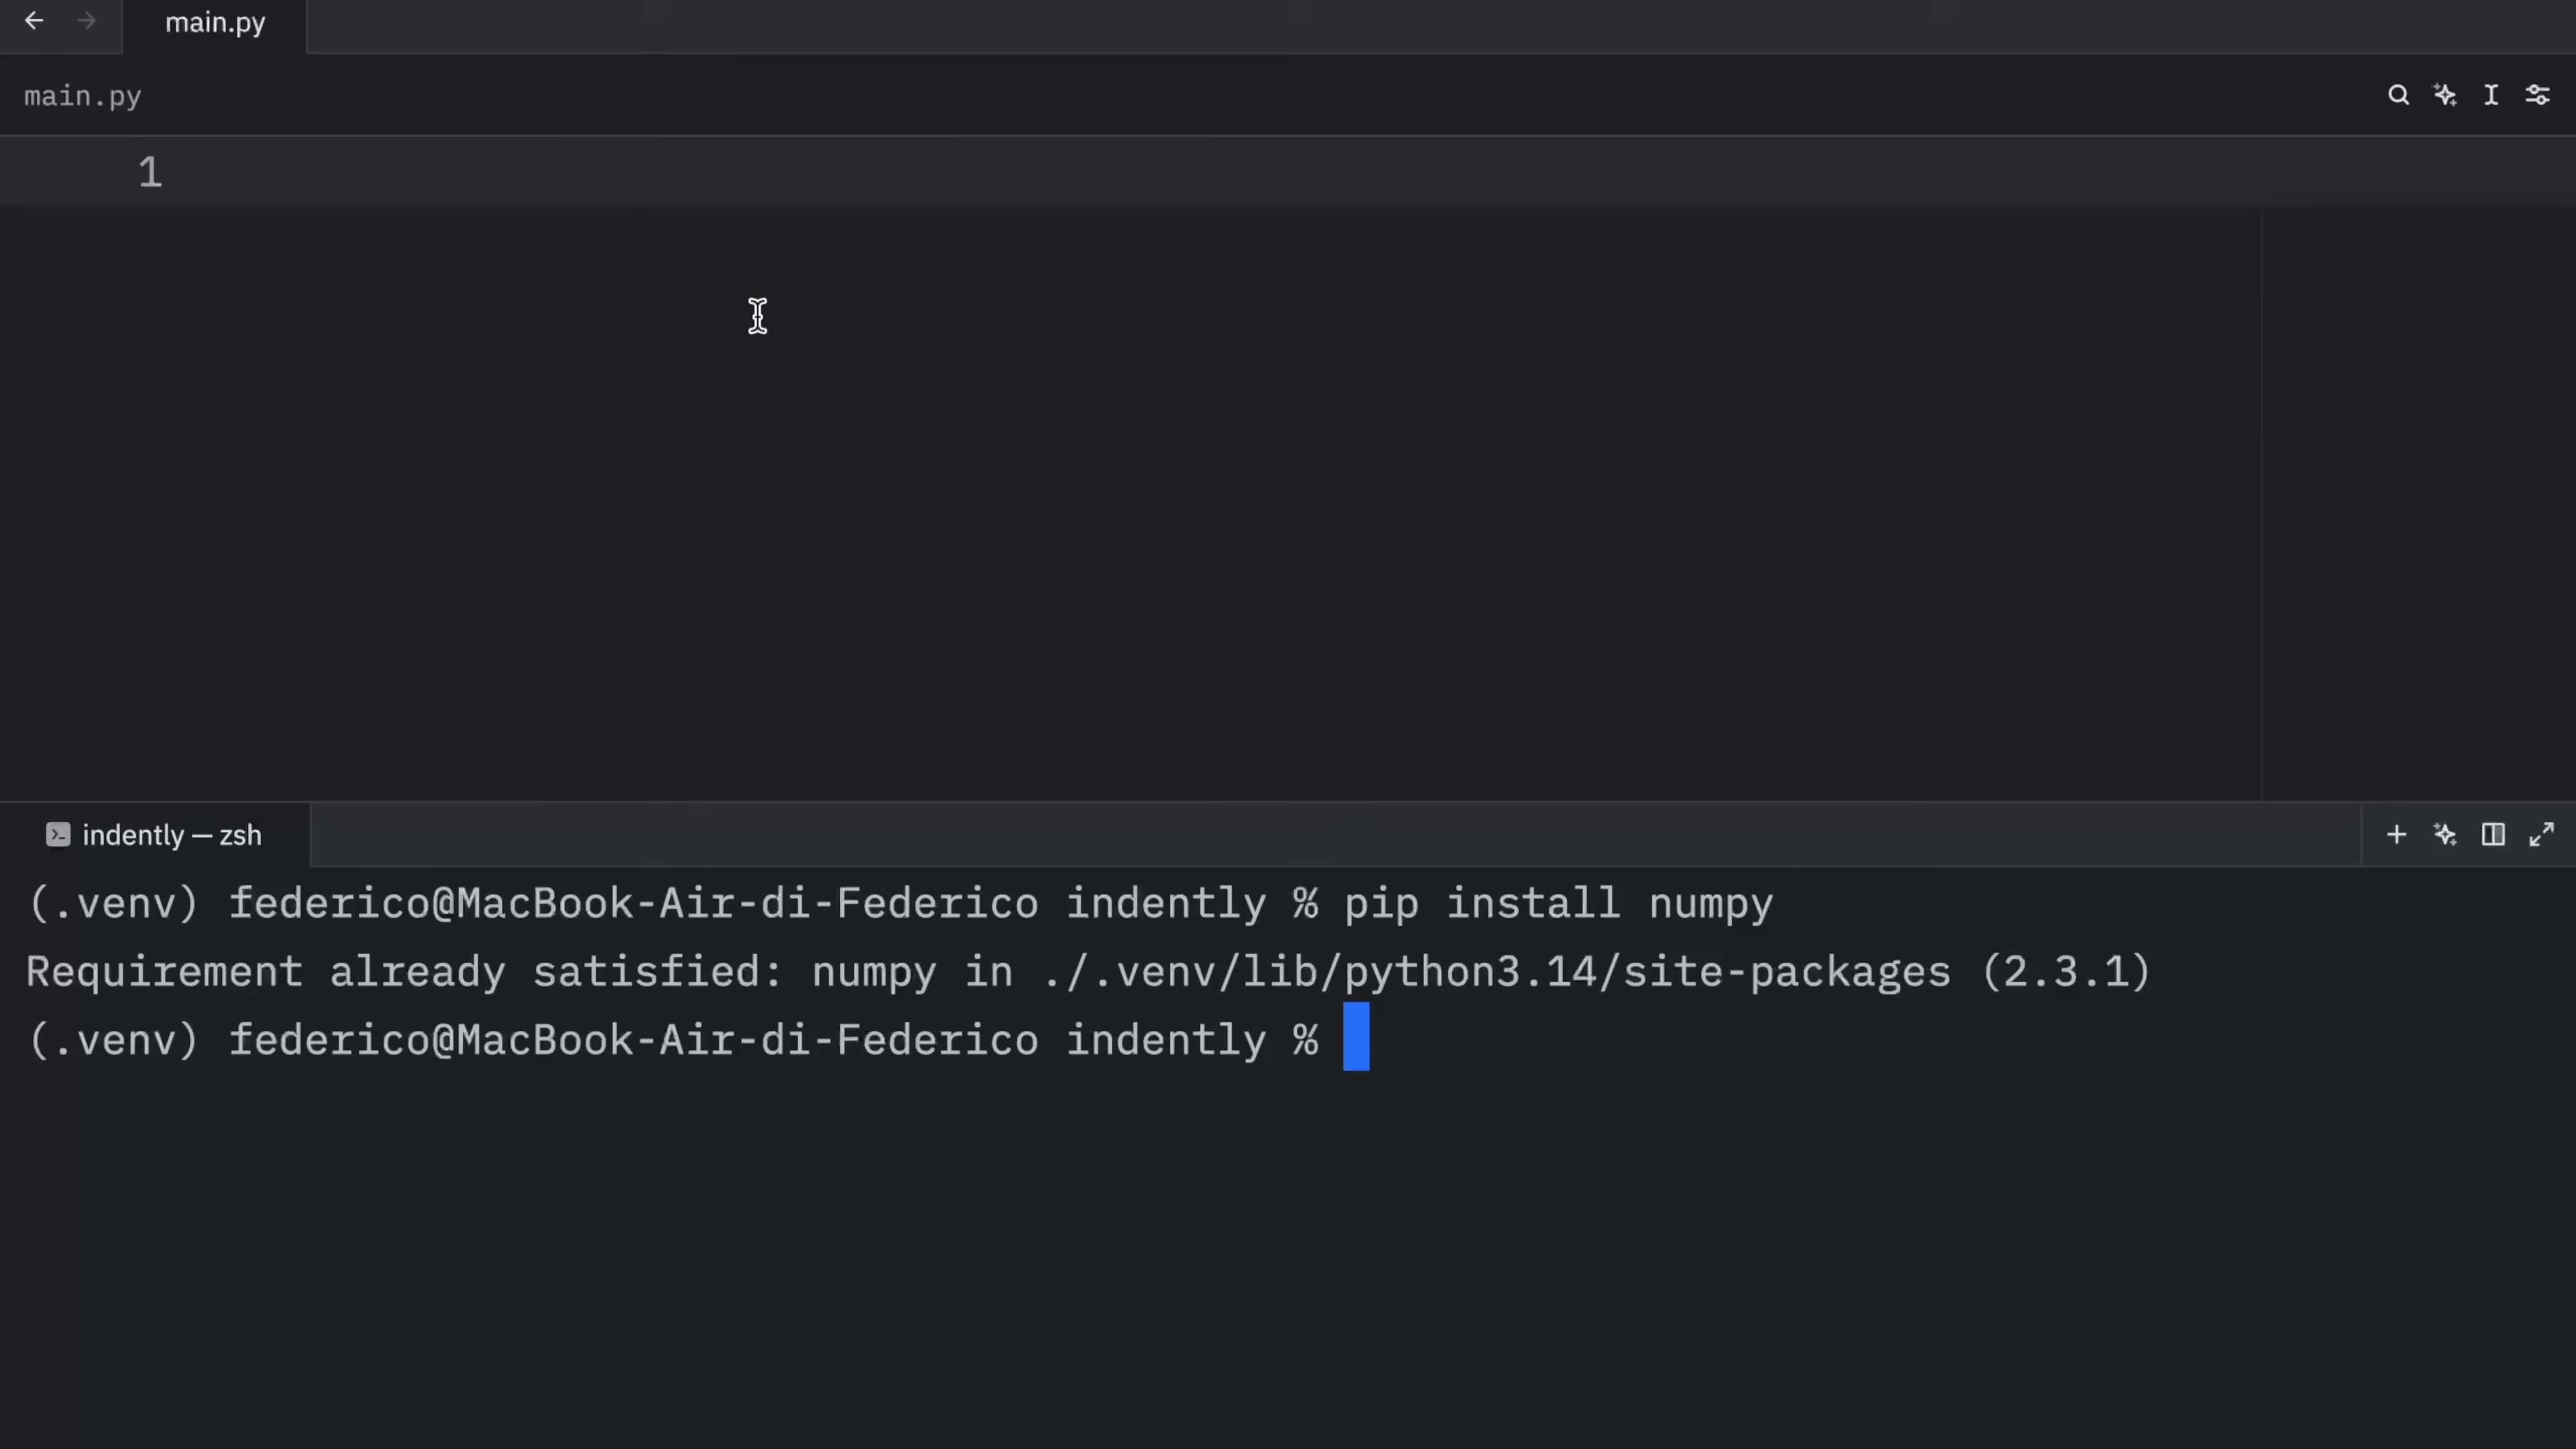 main.py
main.py
1
indently — zsh
(.venv) federico@MacBook-Air-di-Federico indently % pip install numpy
Requirement already satisfied: numpy in ./.venv/lib/python3.14/site-packages (2.3.1)
(.venv) federico@MacBook-Air-di-Federico indently %